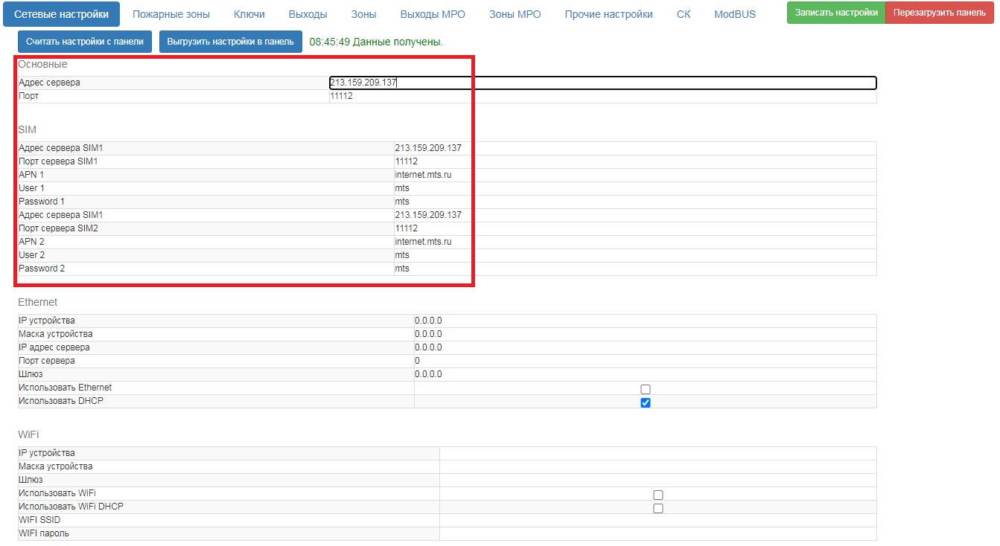 Сетевые настройки Пожарные зоны Ключи Выходы Зоны Выходы МРО Зоны МРО Прочие настройки СК ModBUS Записать настройки Перезагрузить панель
Считать настройки с панели Выгрузить настройки в панель 08:45:49 Данные получены.
Основные
Адрес сервера 213.159.209.137
Порт 11112
SIM
Адрес сервера SIM1 213.159.209.137
Порт сервера SIM1 11112
APN 1 internet.mts.ru
User 1 mts
Password 1 mts
Адрес сервера SIM1 213.159.209.137
Порт сервера SIM2 11112
APN 2 internet.mts.ru
User 2 mts
Password 2 mts
Ethernet
IP устройства 0.0.0.0
Маска устройства 0.0.0.0
IP адрес сервера 0.0.0.0
Порт сервера 0
Шлюз 0.0.0.0
Использовать Ethernet
Использовать DHCP
WiFi
IP устройства
Маска устройства
Шлюз
Использовать WiFi
Использовать WiFi DHCP
WIFI SSID
WIFI пароль